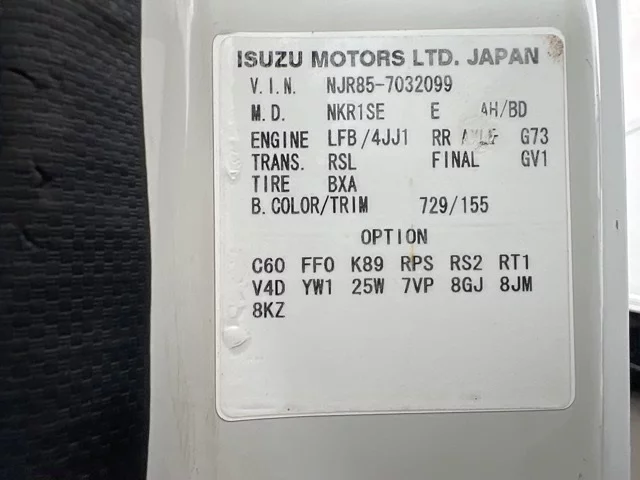 ISUZU MOTORS LTD. JAPAN
V.I.N. NJR85-7032099
M.D. NKR1SE E AH/BD
ENGINE LFB/4JJ1 RR G73
TRANS. RSL FINAL GV1
TIRE BXA
B.COLOR/TRIM 729/155
OPTION
C60 FF0 K89 RPS RS2 RT1
V4D YW1 25W 7VP 8GJ 8JM
8KZ